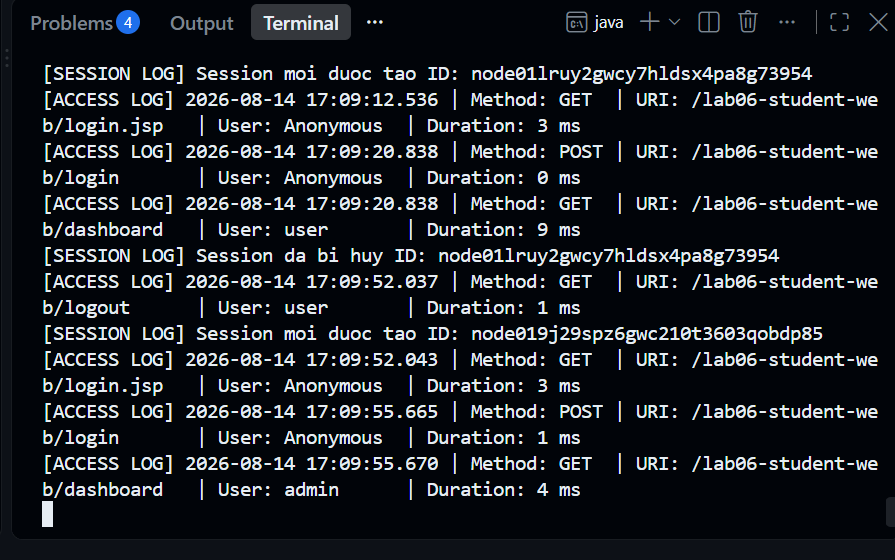 Problems 4 Output Terminal ··· java
[SESSION LOG] Session moi duoc tao ID: node01lruy2gwcy7hldsx4pa8g73954
[ACCESS LOG] 2026-08-14 17:09:12.536 | Method: GET  | URI: /lab06-student-we
b/login.jsp   | User: Anonymous  | Duration: 3 ms
[ACCESS LOG] 2026-08-14 17:09:20.838 | Method: POST | URI: /lab06-student-we
b/login       | User: Anonymous  | Duration: 0 ms
[ACCESS LOG] 2026-08-14 17:09:20.838 | Method: GET  | URI: /lab06-student-we
b/dashboard   | User: user       | Duration: 9 ms
[SESSION LOG] Session da bi huy ID: node01lruy2gwcy7hldsx4pa8g73954
[ACCESS LOG] 2026-08-14 17:09:52.037 | Method: GET  | URI: /lab06-student-we
b/logout      | User: user       | Duration: 1 ms
[SESSION LOG] Session moi duoc tao ID: node019j29spz6gwc210t3603qobdp85
[ACCESS LOG] 2026-08-14 17:09:52.043 | Method: GET  | URI: /lab06-student-we
b/login.jsp   | User: Anonymous  | Duration: 3 ms
[ACCESS LOG] 2026-08-14 17:09:55.665 | Method: POST | URI: /lab06-student-we
b/login       | User: Anonymous  | Duration: 1 ms
[ACCESS LOG] 2026-08-14 17:09:55.670 | Method: GET  | URI: /lab06-student-we
b/dashboard   | User: admin      | Duration: 4 ms